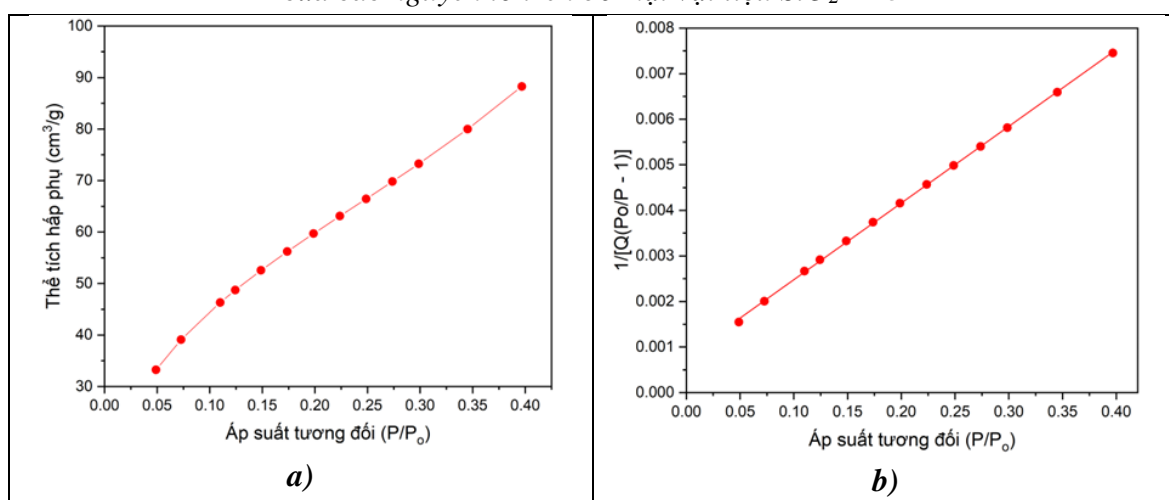 100
90
80
70
60
50
40
30
0.00 0.05 0.10 0.15 0.20 0.25 0.30 0.35 0.40
Thể tích hấp phụ (cm³/g)
Áp suất tương đối (P/Pₒ)
a)
0.008
0.007
0.006
0.005
0.004
0.003
0.002
0.001
0.000
0.00 0.05 0.10 0.15 0.20 0.25 0.30 0.35 0.40
1/[Q(Po/P - 1)]
Áp suất tương đối (P/Pₒ)
b)